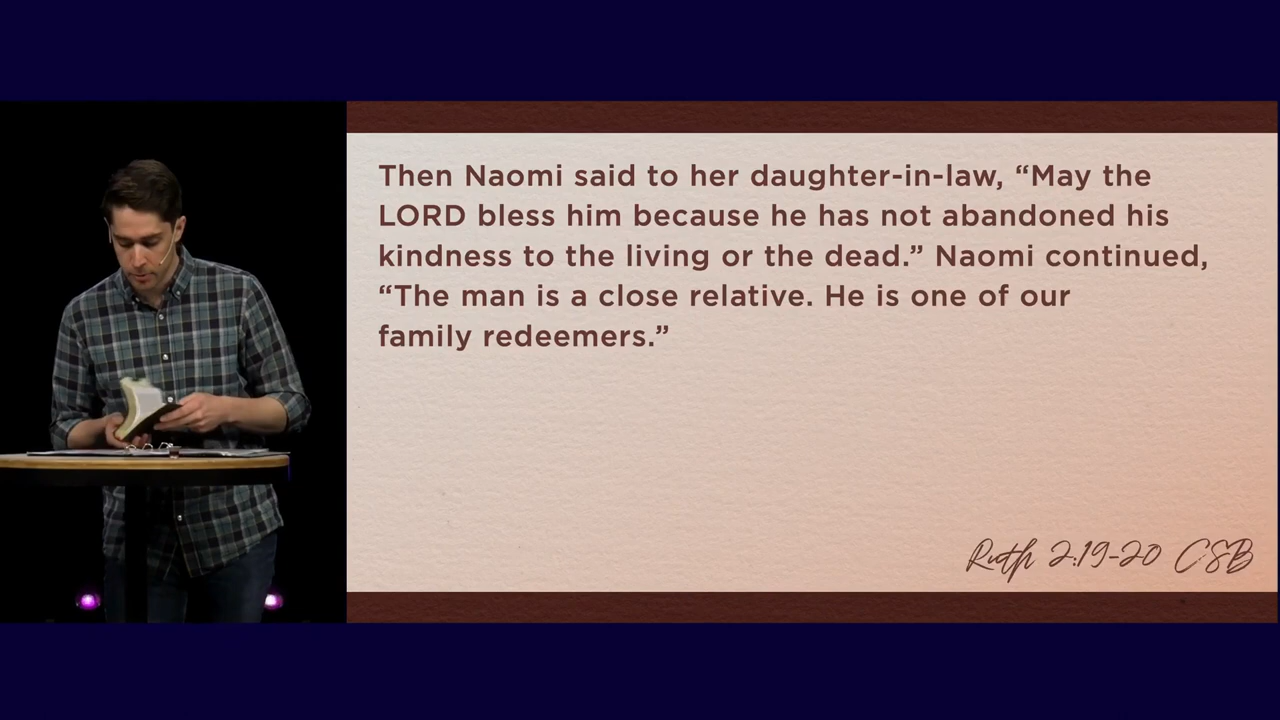 Then Naomi said to her daughter-in-law, “May the
LORD bless him because he has not abandoned his
kindness to the living or the dead.” Naomi continued,
“The man is a close relative. He is one of our
family redeemers.”
Ruth 2:19-20 CSB